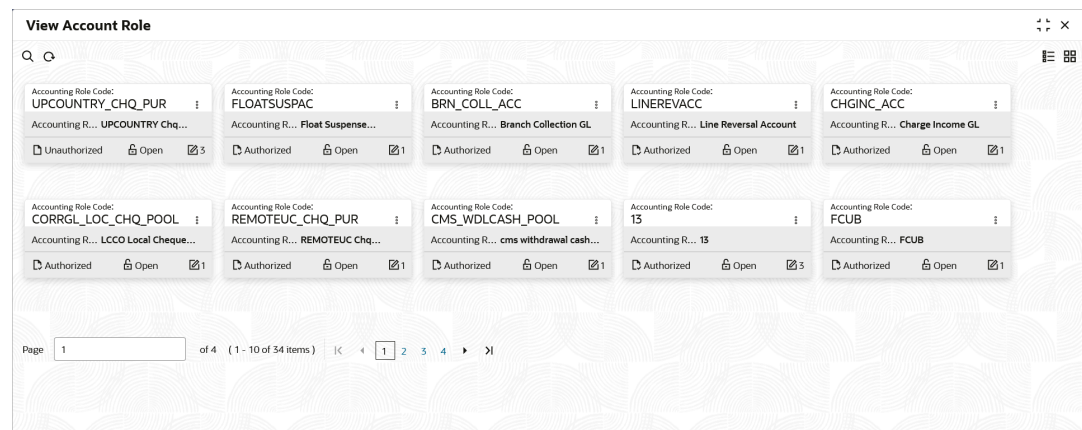 View Account Role
Accounting Role Code: Accounting Role Code: Accounting Role Code: Accounting Role Code: Accounting Role Code:
UPCOUNTRY_CHQ_PUR FLOATSUSPAC BRN_COLL_ACC LINEREVACC CHGINC_ACC
Accounting R... UPCOUNTRY Chq... Accounting R... Float Suspense... Accounting R... Branch Collection GL Accounting R... Line Reversal Account Accounting R... Charge Income GL
Unauthorized Open 3 Authorized Open 1 Authorized Open 1 Authorized Open 1 Authorized Open 1
Accounting Role Code: Accounting Role Code: Accounting Role Code: Accounting Role Code: Accounting Role Code:
CORRGL_LOC_CHQ_POOL REMOTEUC_CHQ_PUR CMS_WDLCASH_POOL 13 FCUB
Accounting R... LCCO Local Cheque... Accounting R... REMOTEUC Chq... Accounting R... cms withdrawal cash... Accounting R... 13 Accounting R... FCUB
Authorized Open 1 Authorized Open 1 Authorized Open 1 Authorized Open 3 Authorized Open 1
Page 1 of 4 ( 1 - 10 of 34 items ) 1 2 3 4